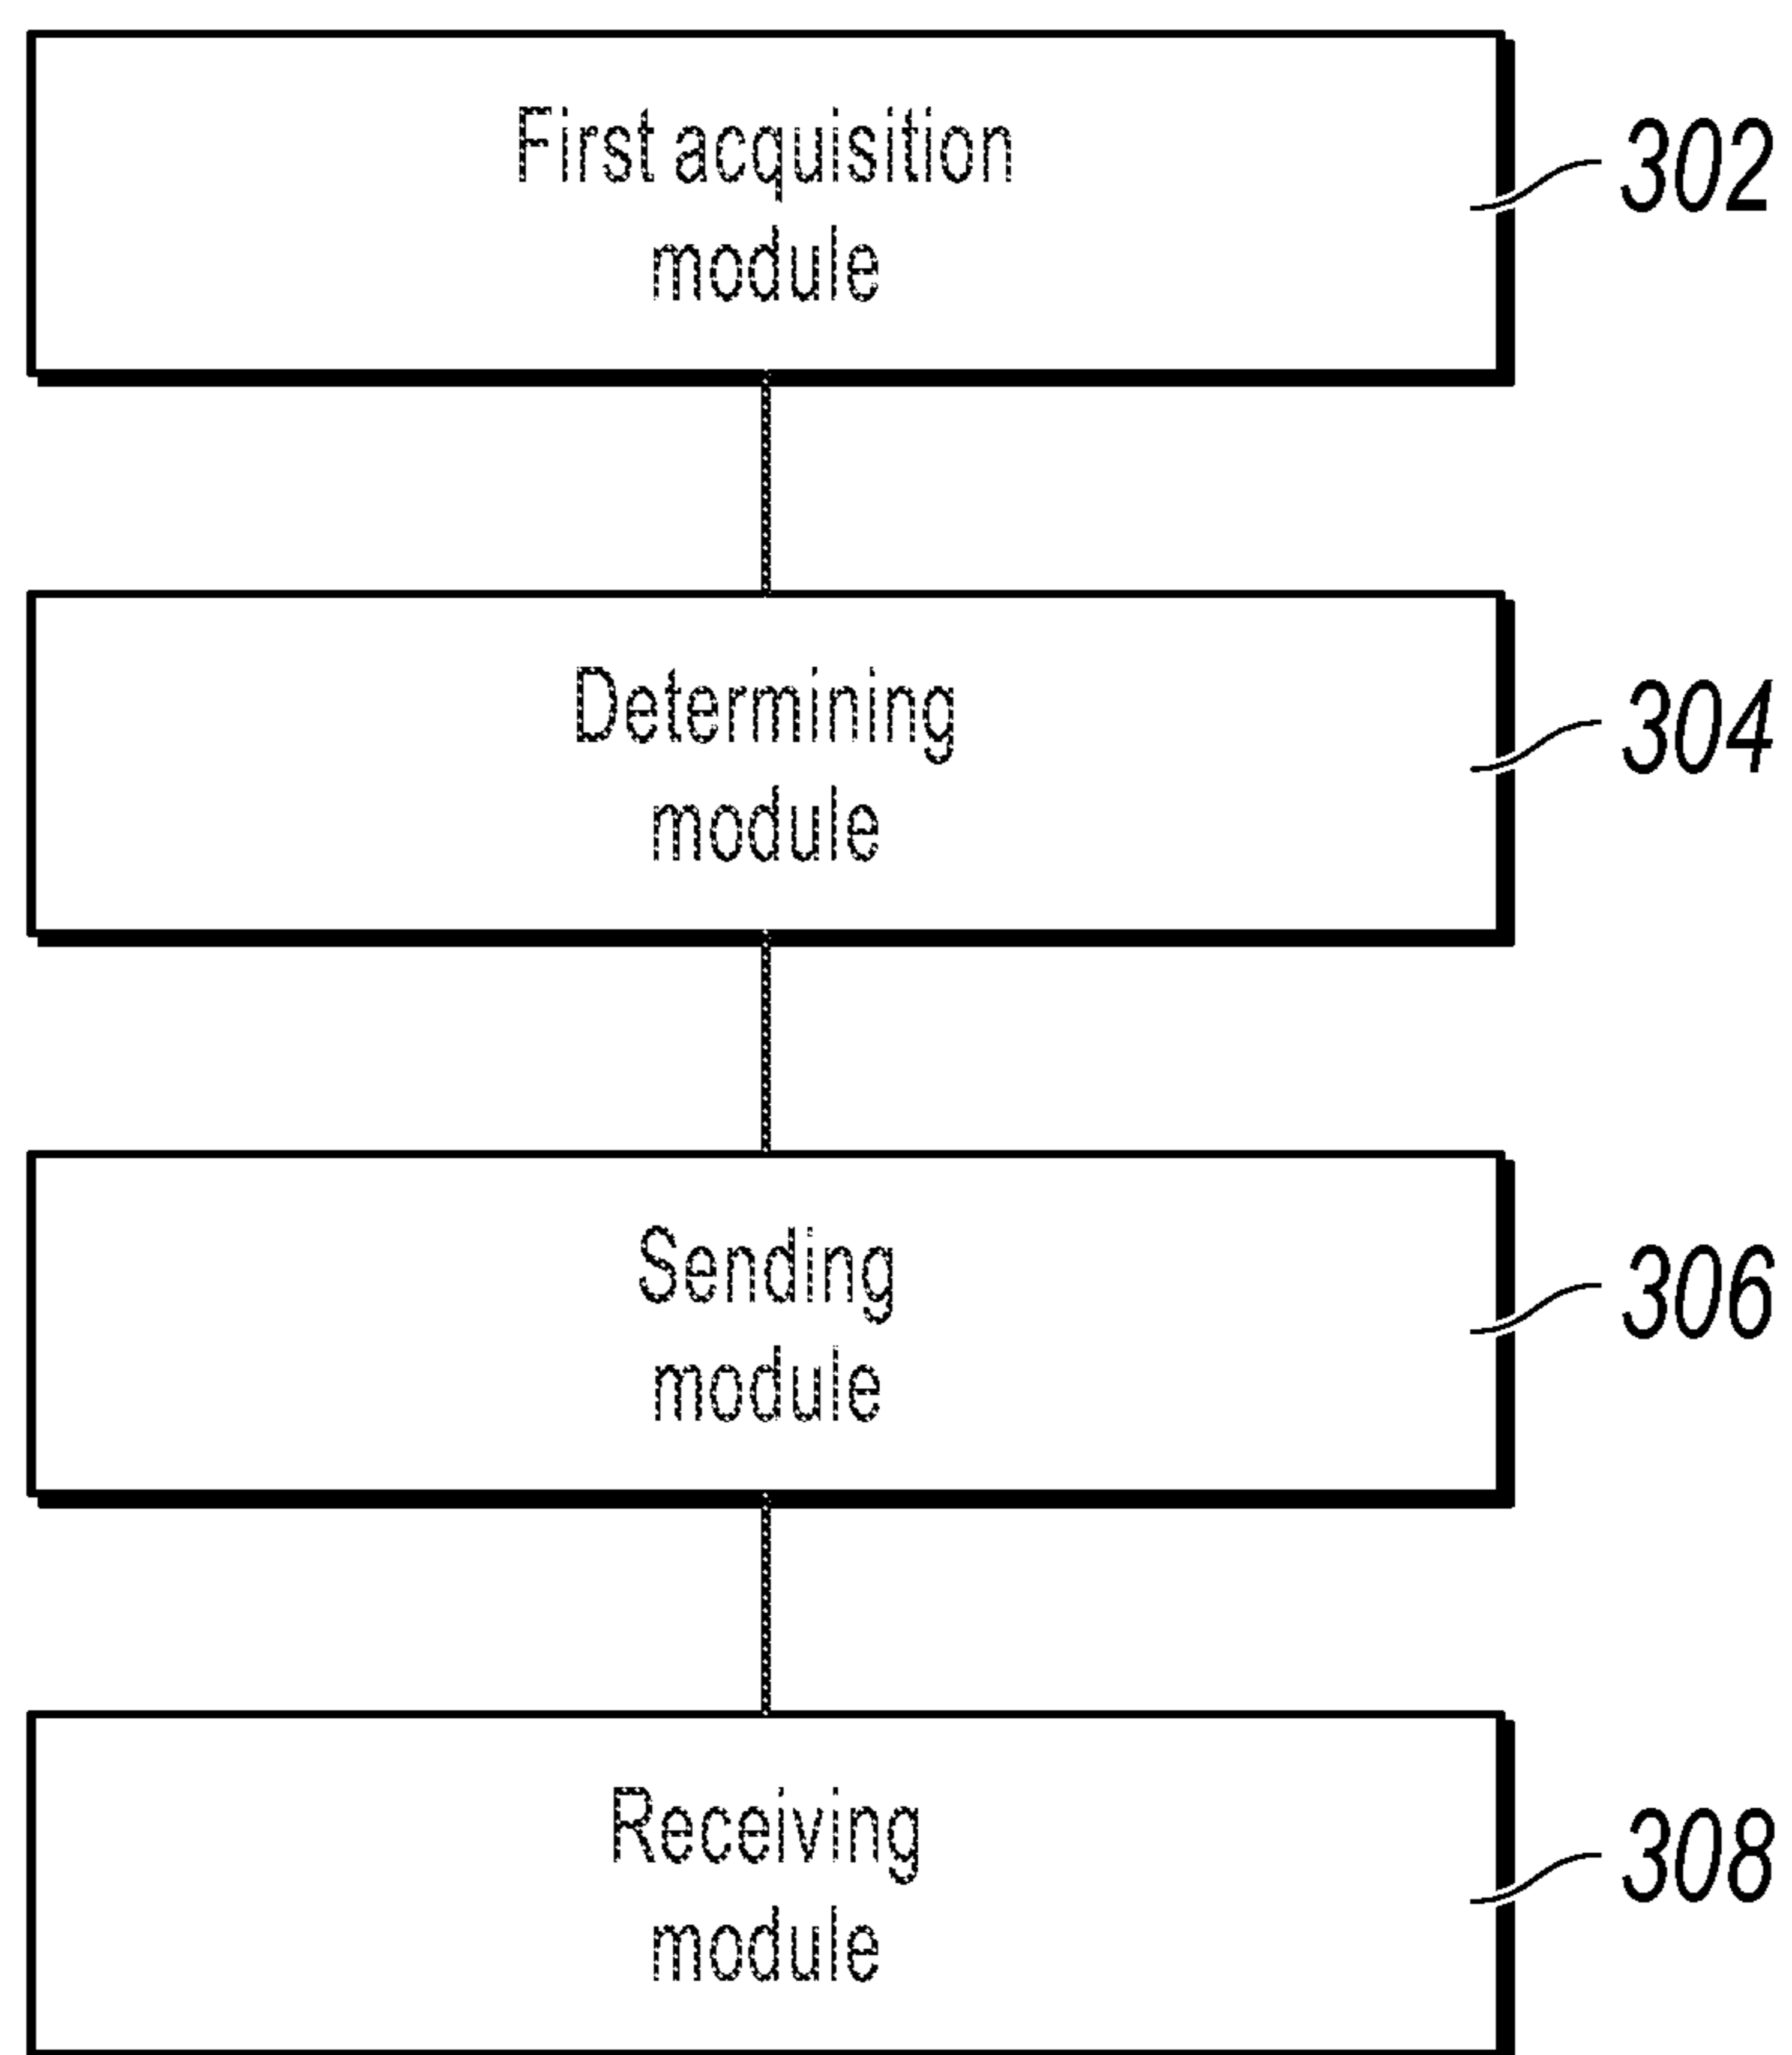 First acquisition
module
302
Determining
module
304
Sending
module
306
Receiving
module
308